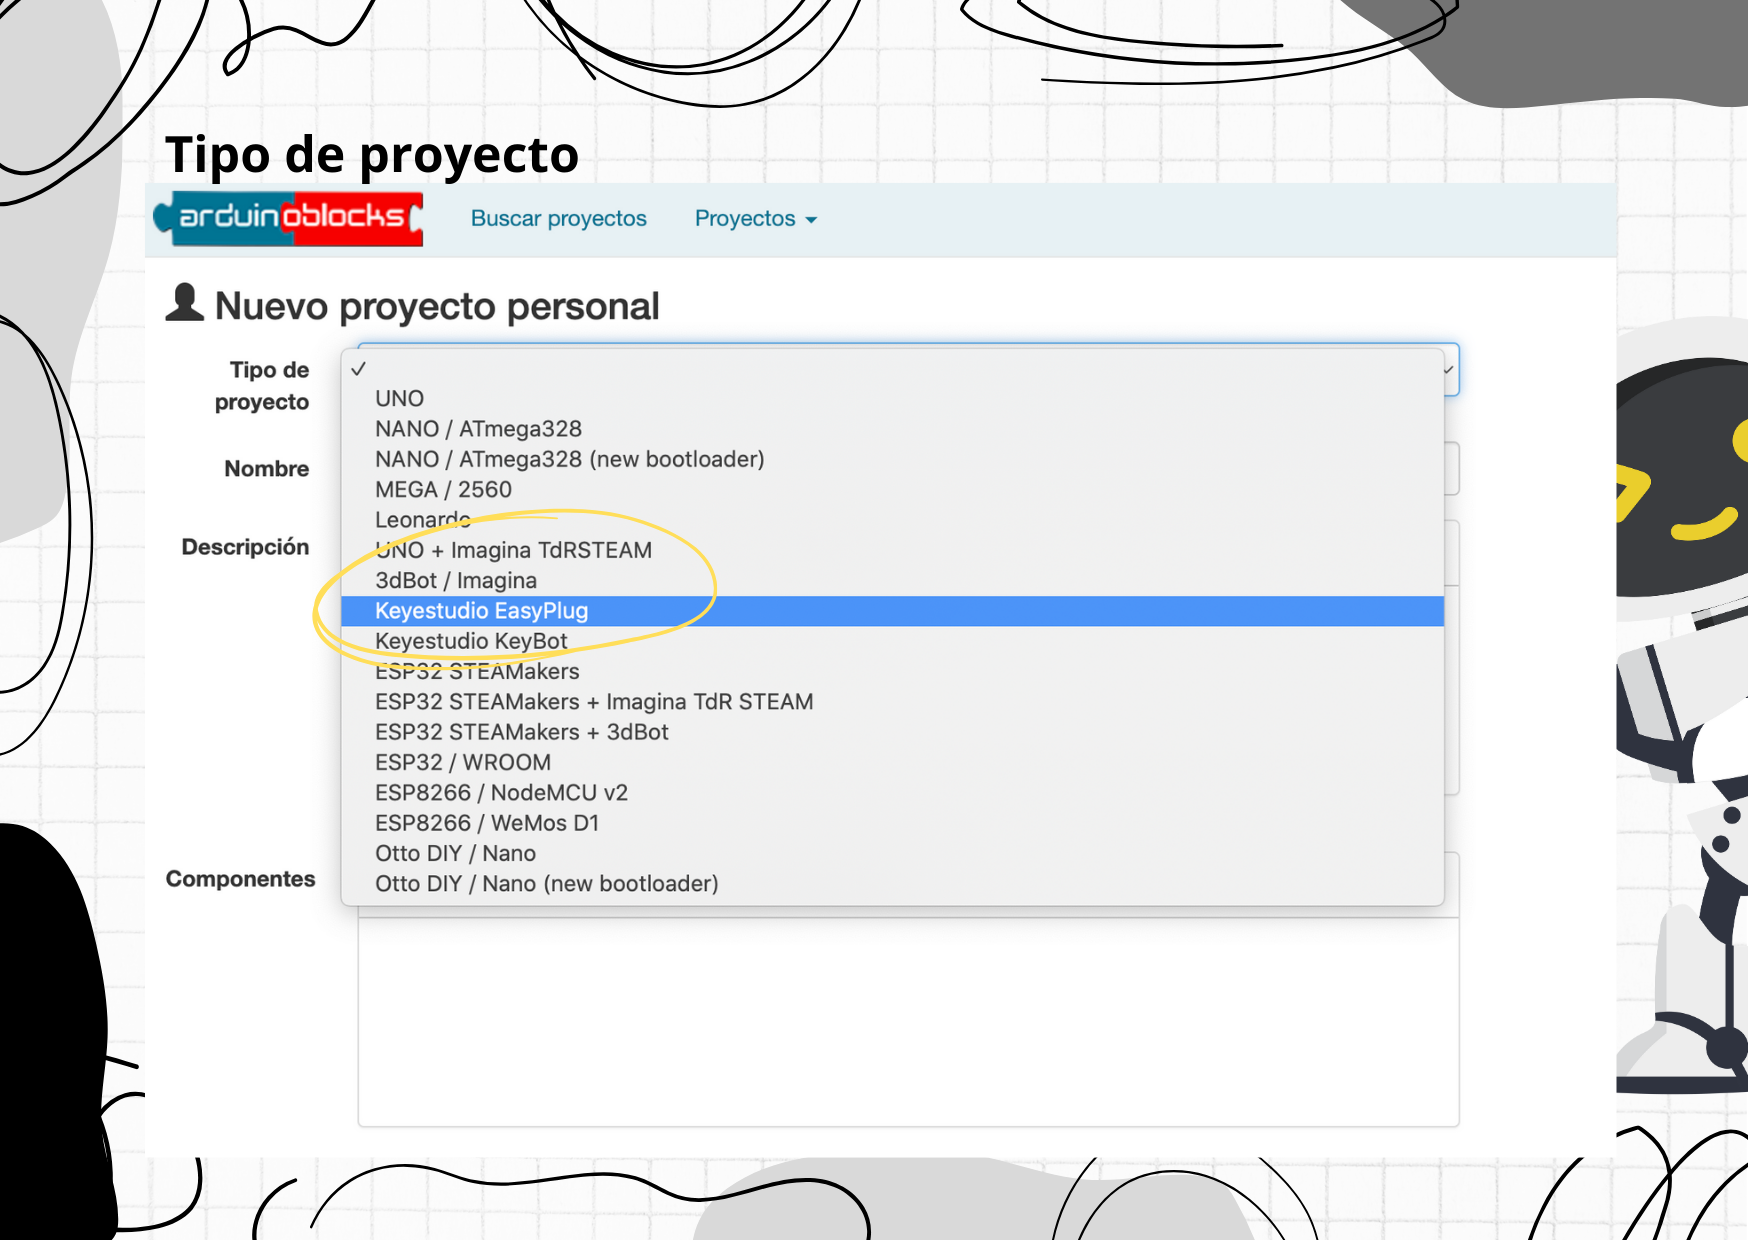 Tipo de proyecto
arduinoblocks
Buscar proyectos
Proyectos
Nuevo proyecto personal
Tipo de
proyecto
UNO
NANO / ATmega328
NANO / ATmega328 (new bootloader)
Nombre
MEGA / 2560
Leonardo
Descripción
UNO + Imagina TdRSTEAM
3dBot / Imagina
Keyestudio EasyPlug
Keyestudio KeyBot
ESP32 STEAMakers
ESP32 STEAMakers + Imagina TdR STEAM
ESP32 STEAMakers + 3dBot
ESP32 / WROOM
ESP8266 / NodeMCU v2
ESP8266 / WeMos D1
Otto DIY / Nano
Componentes
Otto DIY / Nano (new bootloader)